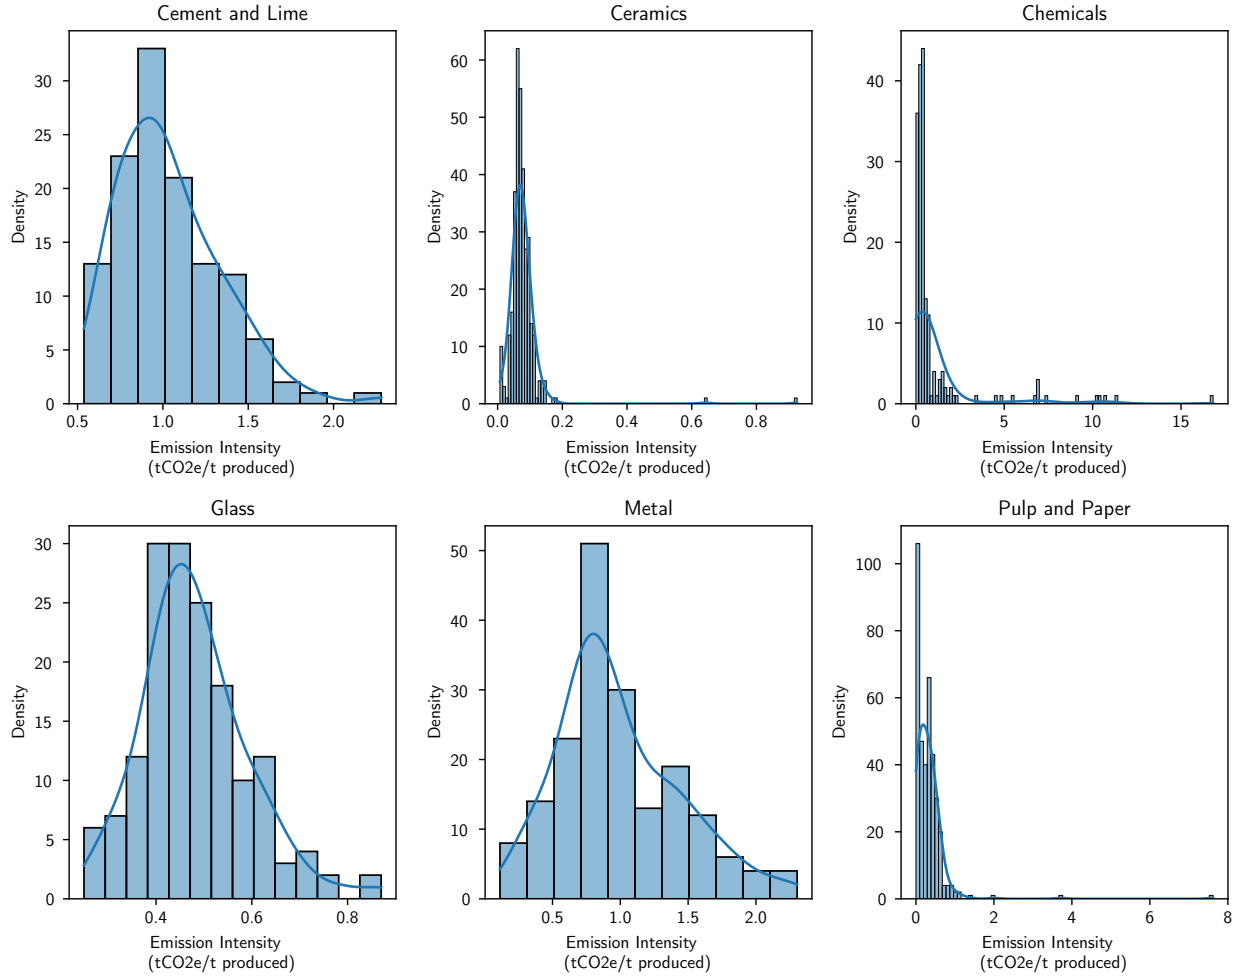 Cement and Lime
Density
30
25
20
15
10
5
0
0.5
1.0
1.5
2.0
Emission Intensity
(tCO2e/t produced)
Ceramics
Density
60
50
40
30
20
10
0
0.0
0.2
0.4
0.6
0.8
Emission Intensity
(tCO2e/t produced)
Chemicals
Density
40
30
20
10
0
0
5
10
15
Emission Intensity
(tCO2e/t produced)
Glass
Density
30
25
20
15
10
5
0
0.4
0.6
0.8
Emission Intensity
(tCO2e/t produced)
Metal
Density
50
40
30
20
10
0
0.5
1.0
1.5
2.0
Emission Intensity
(tCO2e/t produced)
Pulp and Paper
Density
100
80
60
40
20
0
0
2
4
6
8
Emission Intensity
(tCO2e/t produced)